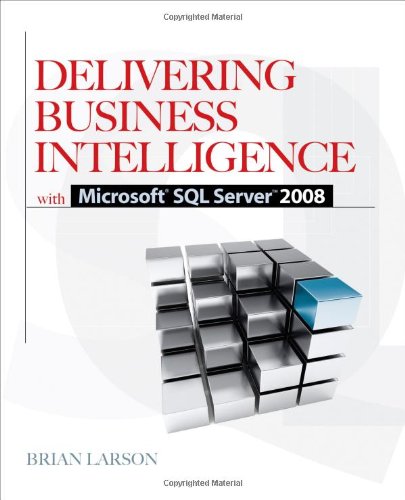 Copyrighted Material
DELIVERING
BUSINESS
INTELLIGENCE
with Microsoft® SQL Server™ 2008
BRIAN LARSON
Copyrighted Material